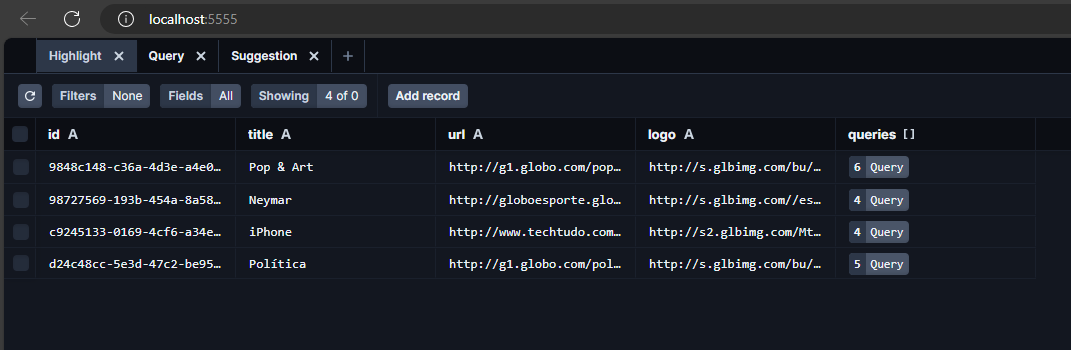 localhost:5555
Highlight Query Suggestion
Filters None Fields All Showing 4 of 0 Add record
id A title A url A logo A queries []
9848c148-c36a-4d3e-a4e0… Pop & Art http://g1.globo.com/pop… http://s.glbimg.com/bu/… 6 Query
98727569-193b-454a-8a58… Neymar http://globoesporte.glo… http://s.glbimg.com//es… 4 Query
c9245133-0169-4cf6-a34e… iPhone http://www.techtudo.com… http://s2.glbimg.com/Mt… 4 Query
d24c48cc-5e3d-47c2-be95… Política http://g1.globo.com/pol… http://s.glbimg.com/bu/… 5 Query